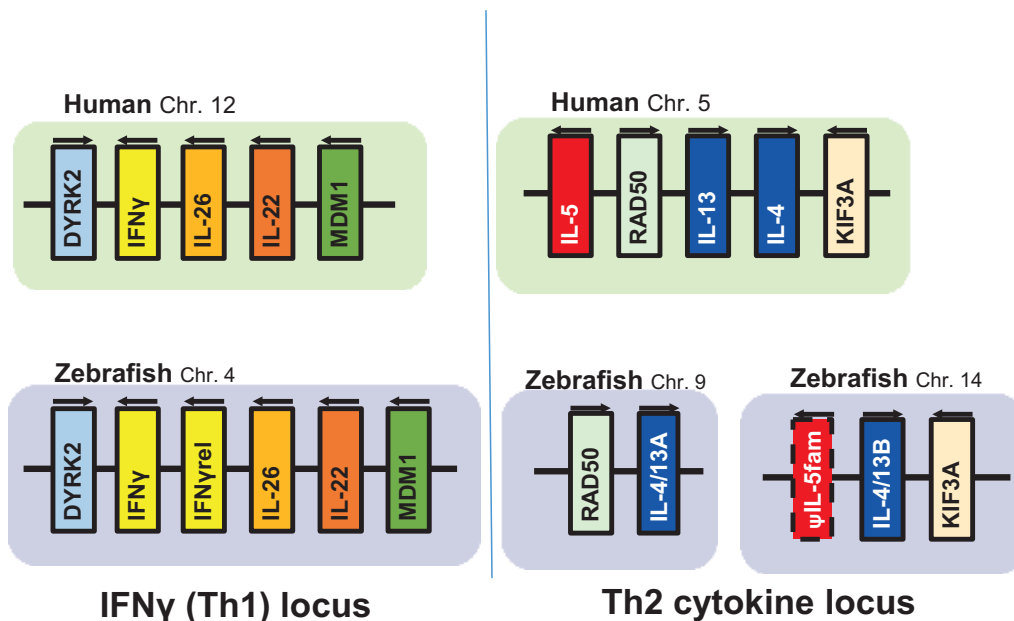 Human Chr. 12
DYRK2
IFNγ
IL-26
IL-22
MDM1
Human Chr. 5
IL-5
RAD50
IL-13
IL-4
KIF3A
Zebrafish Chr. 4
DYRK2
IFNγ
IFNγrel
IL-26
IL-22
MDM1
Zebrafish Chr. 9
RAD50
IL-4/13A
Zebrafish Chr. 14
ψIL-5fam
IL-4/13B
KIF3A
IFNγ (Th1) locus
Th2 cytokine locus